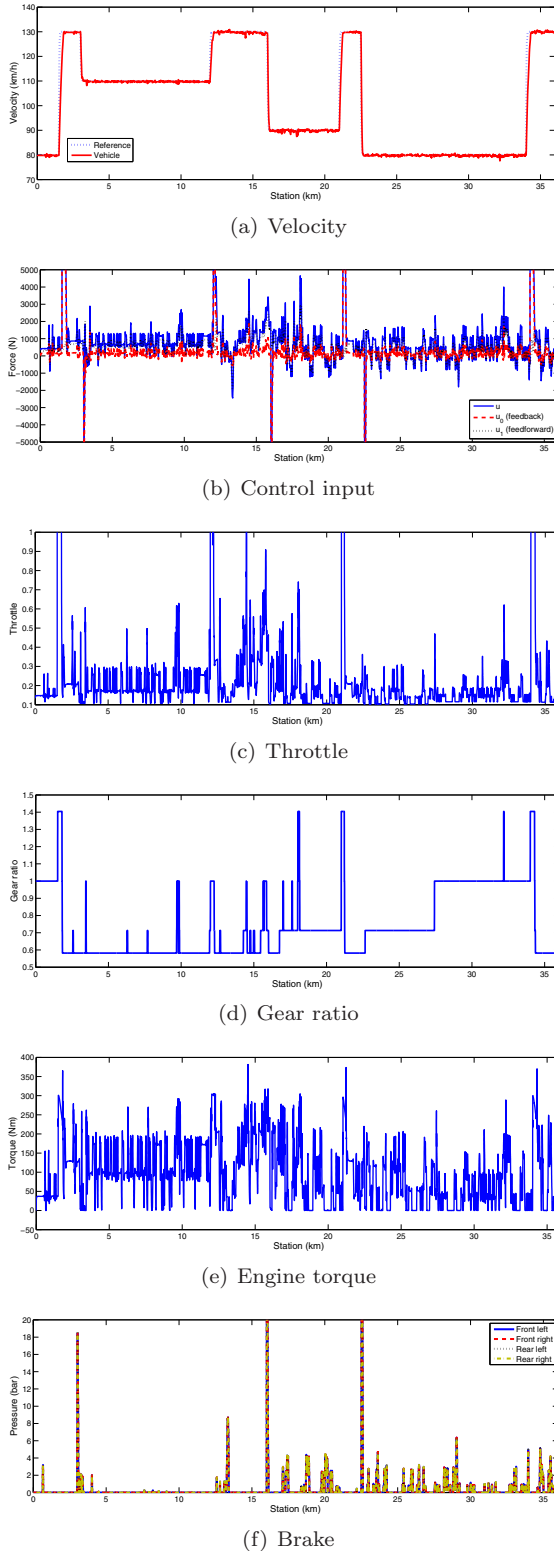 130
120
110
100
90
80
70
Velocity (km/h)
Reference
Vehicle
0 5 10 15 20 25 30 35
Station (km)
(a) Velocity
5000
4000
3000
2000
1000
0
−1000
−2000
−3000
−4000
−5000
Force (N)
u
u0 (feedback)
u1 (feedforward)
0 5 10 15 20 25 30 35
Station (km)
(b) Control input
1
0.9
0.8
0.7
0.6
0.5
0.4
0.3
0.2
0.1
Throttle
0 5 10 15 20 25 30 35
Station (km)
(c) Throttle
1.5
1.4
1.3
1.2
1.1
1
0.9
0.8
0.7
0.6
0.5
Gear ratio
0 5 10 15 20 25 30 35
Station (km)
(d) Gear ratio
400
350
300
250
200
150
100
50
0
−50
Torque (Nm)
0 5 10 15 20 25 30 35
Station (km)
(e) Engine torque
20
18
16
14
12
10
8
6
4
2
0
Pressure (bar)
Front left
Front right
Rear left
Rear right
0 5 10 15 20 25 30 35
Station (km)
(f) Brake